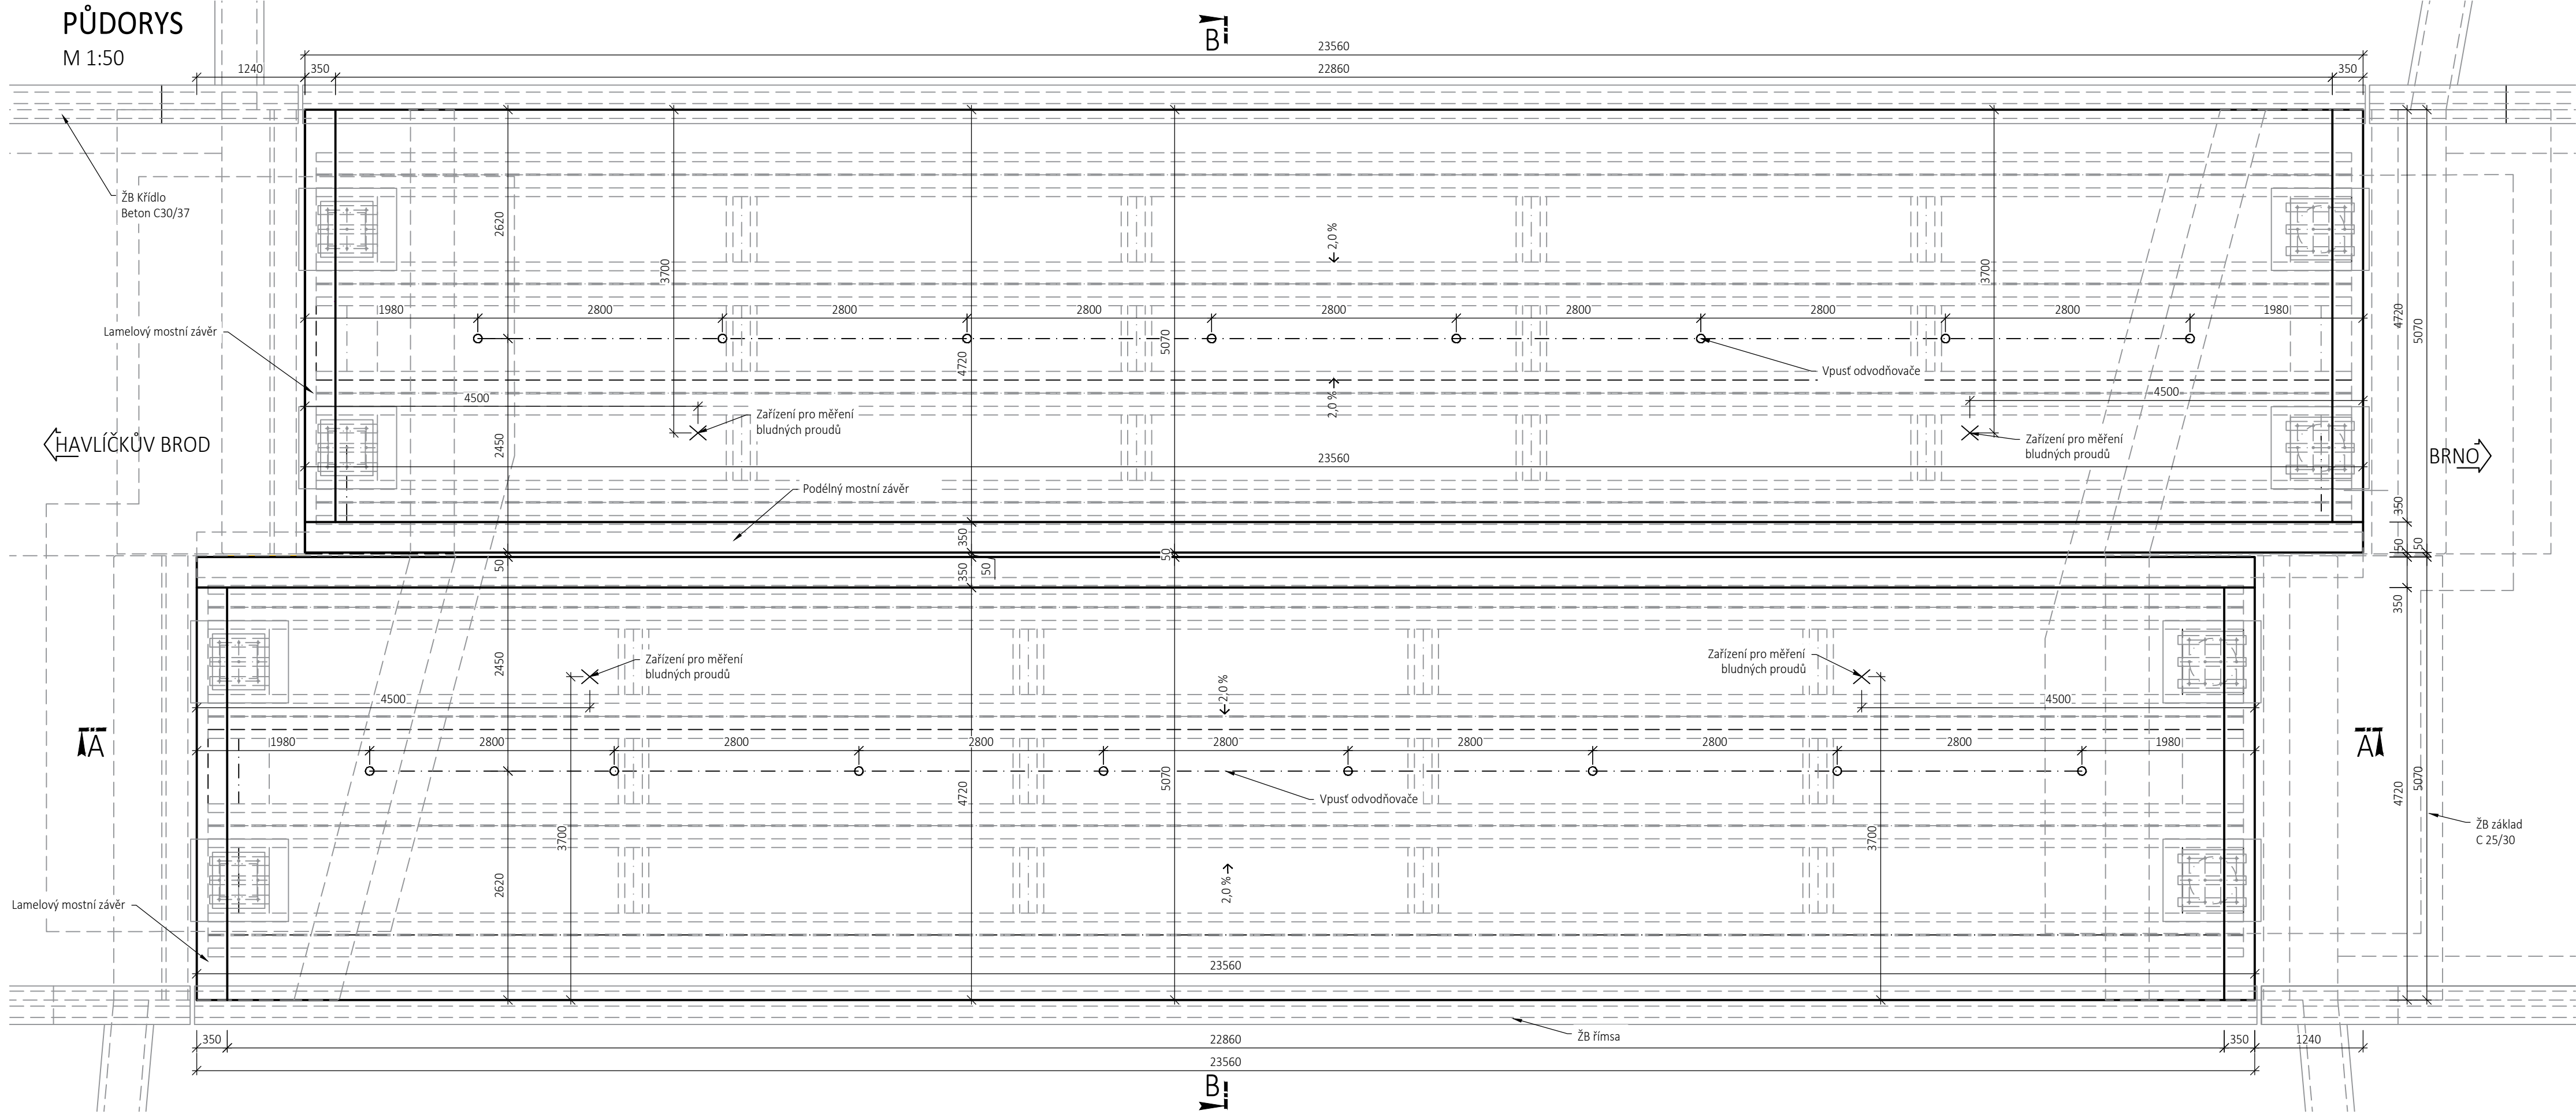 PŮDORYS
M 1:50
B
23560
1240
350
22860
350
ŽB Křídlo
Beton C30/37
2620
3700
2,0 %
3700
1980
2800
2800
2800
2800
2800
2800
2800
1980
4720
5070
Lamelový mostní závěr
4720
5070
Vpusť odvodňovače
4500
2,0 %
4500
Zařízení pro měření
bludných proudů
Zařízení pro měření
bludných proudů
HAVLÍČKŮV BROD
2450
23560
BRNO
Podélný mostní závěr
350
350
50
50
50
50
350
50
350
2450
Zařízení pro měření
bludných proudů
Zařízení pro měření
bludných proudů
4500
2,0 %
4500
A
A
1980
2800
2800
2800
2800
2800
2800
2800
1980
4720
5070
4720
5070
Vpusť odvodňovače
3700
3700
ŽB základ
C 25/30
2620
2,0 %
Lamelový mostní závěr
23560
350
22860
ŽB římsa
350
1240
23560
B